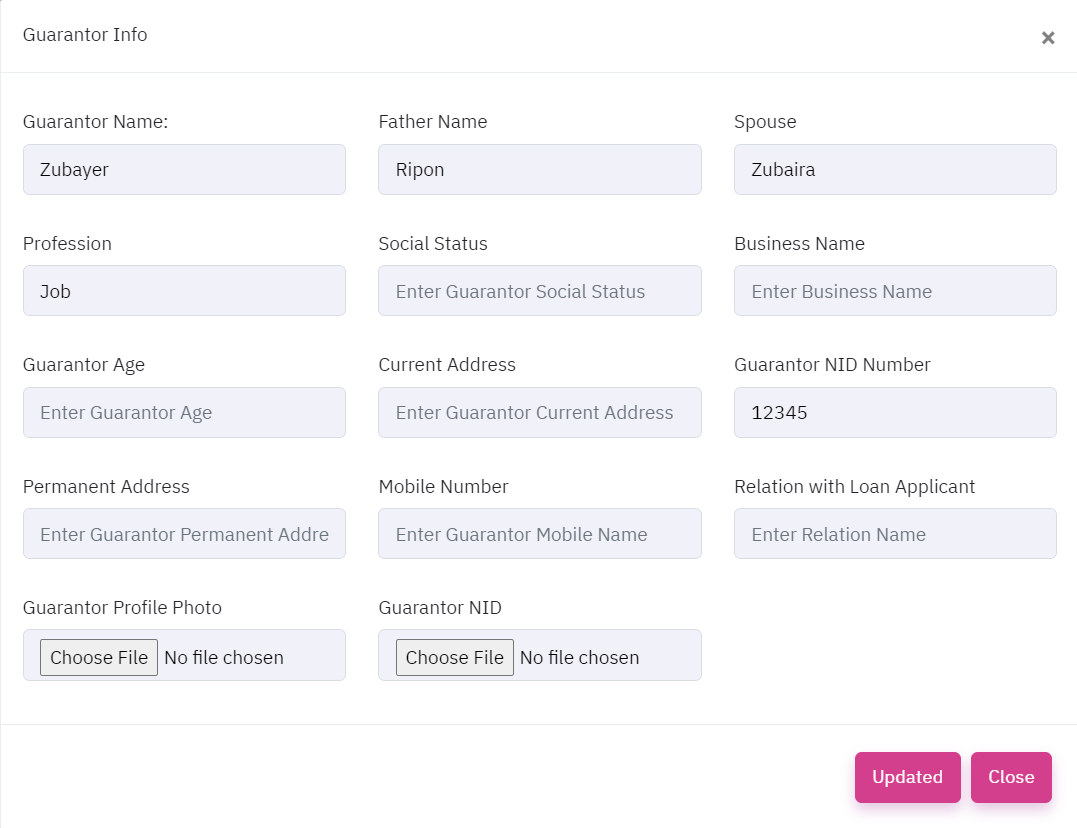 Guarantor Info
×
Guarantor Name: Father Name Spouse
Zubayer Ripon Zubaira
Profession Social Status Business Name
Job Enter Guarantor Social Status Enter Business Name
Guarantor Age Current Address Guarantor NID Number
Enter Guarantor Age Enter Guarantor Current Address 12345
Permanent Address Mobile Number Relation with Loan Applicant
Enter Guarantor Permanent Addre Enter Guarantor Mobile Name Enter Relation Name
Guarantor Profile Photo Guarantor NID
Choose File No file chosen Choose File No file chosen
Updated Close